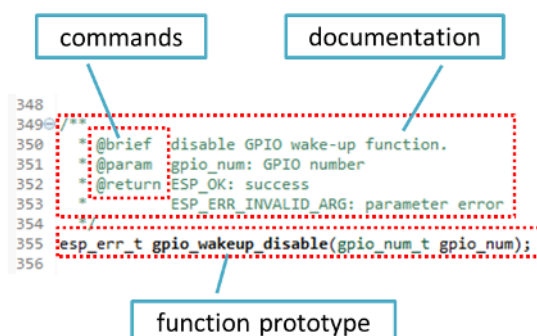 commands
documentation
348
349 /**
350 * @brief disable GPIO wake-up function.
351 * @param gpio_num: GPIO number
352 * @return ESP_OK: success
353 * ESP_ERR_INVALID_ARG: parameter error
354 */
355 esp_err_t gpio_wakeup_disable(gpio_num_t gpio_num);
356
function prototype